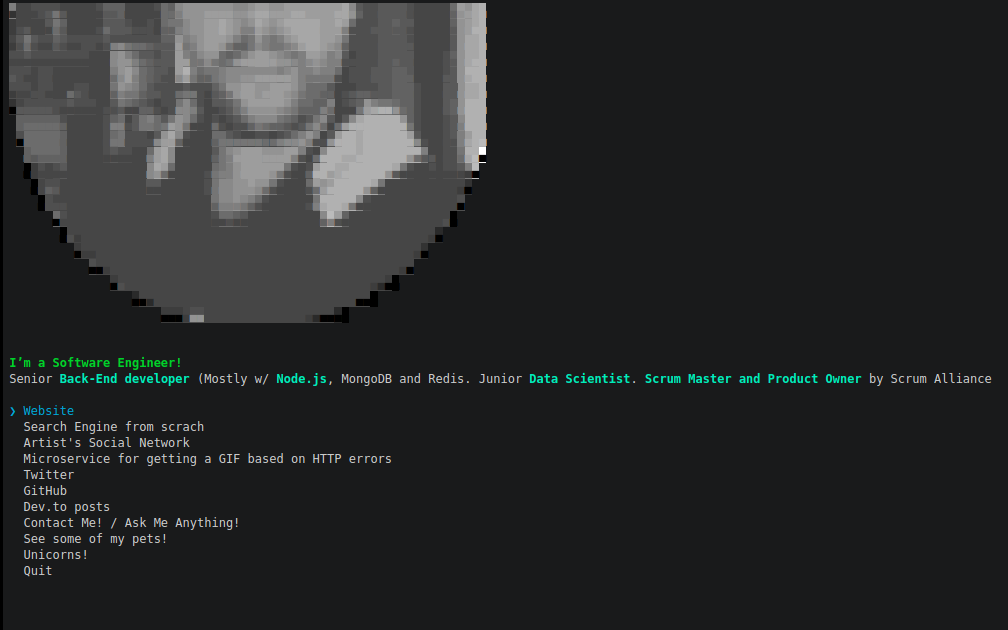 I’m a Software Engineer!
Senior Back-End developer (Mostly w/ Node.js, MongoDB and Redis. Junior Data Scientist. Scrum Master and Product Owner by Scrum Alliance
❯ Website
Search Engine from scrach
Artist's Social Network
Microservice for getting a GIF based on HTTP errors
Twitter
GitHub
Dev.to posts
Contact Me! / Ask Me Anything!
See some of my pets!
Unicorns!
Quit